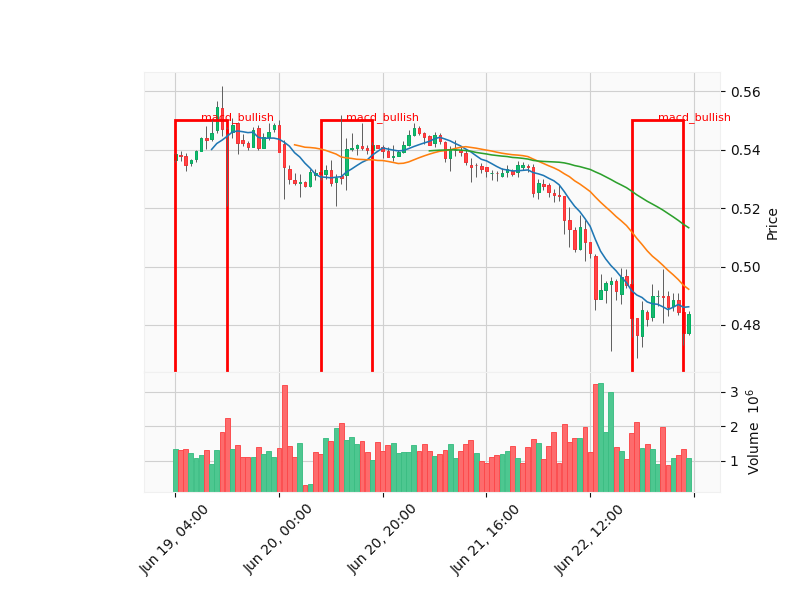 macd_bullish
macd_bullish
macd_bullish
0.56
0.54
0.52
0.50
0.48
Price
3
2
1
Volume 10⁶
Jun 19, 04:00
Jun 20, 00:00
Jun 20, 20:00
Jun 21, 16:00
Jun 22, 12:00